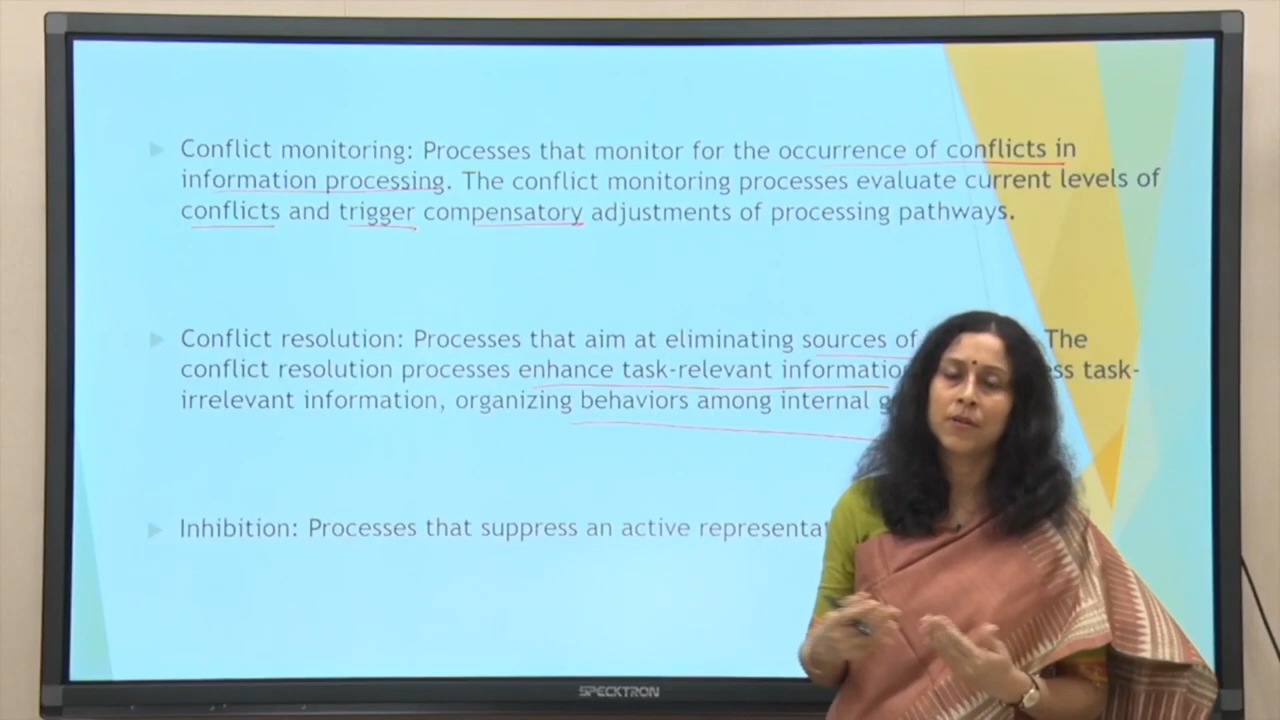 Conflict monitoring: Processes that monitor for the occurrence of conflicts in
information processing. The conflict monitoring processes evaluate current levels of
conflicts and trigger compensatory adjustments of processing pathways.
Conflict resolution: Processes that aim at eliminating sources of The
conflict resolution processes enhance task-relevant task-
irrelevant information, organizing behaviors among internal
Inhibition: Processes that suppress an active
SPECKTRON